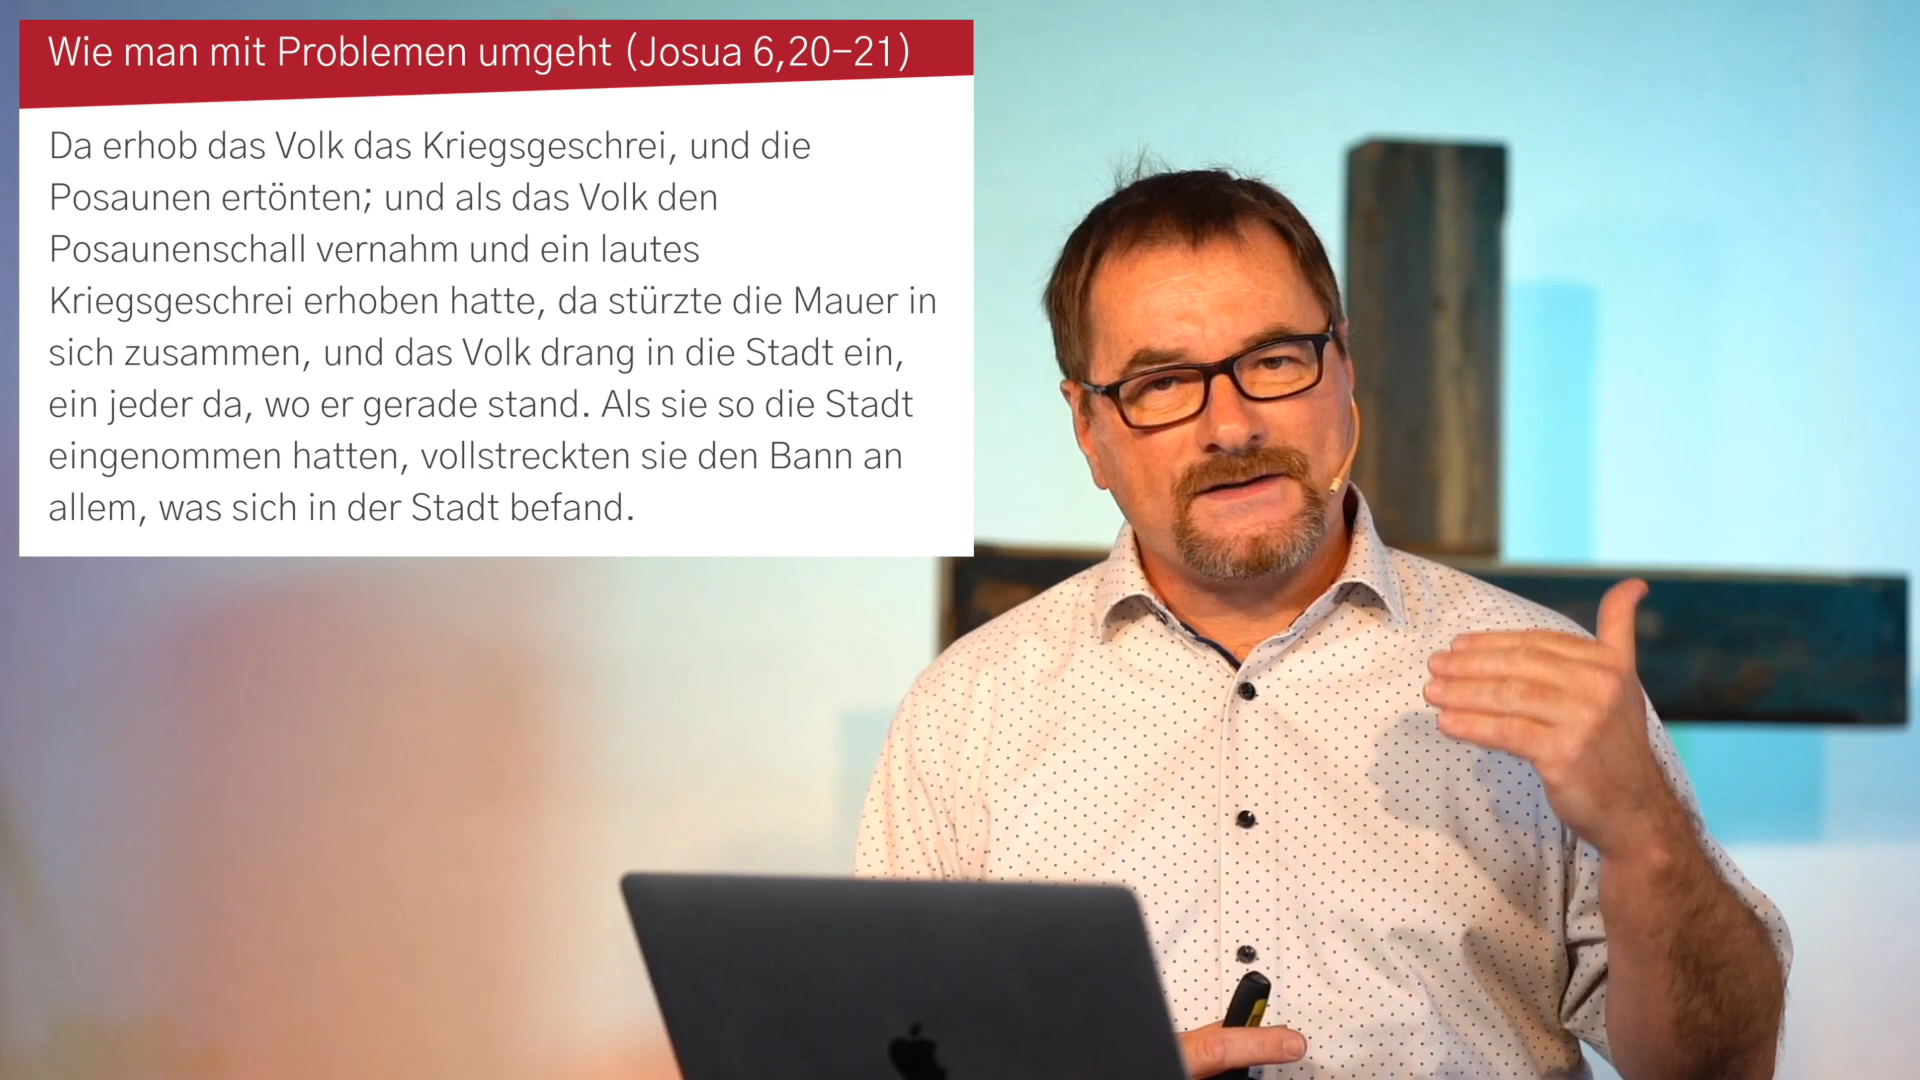 Wie man mit Problemen umgeht (Josua 6,20–21)
Da erhob das Volk das Kriegsgeschrei, und die
Posaunen ertönten; und als das Volk den
Posaunenschall vernahm und ein lautes
Kriegsgeschrei erhoben hatte, da stürzte die Mauer in
sich zusammen, und das Volk drang in die Stadt ein,
ein jeder da, wo er gerade stand. Als sie so die Stadt
eingenommen hatten, vollstreckten sie den Bann an
allem, was sich in der Stadt befand.